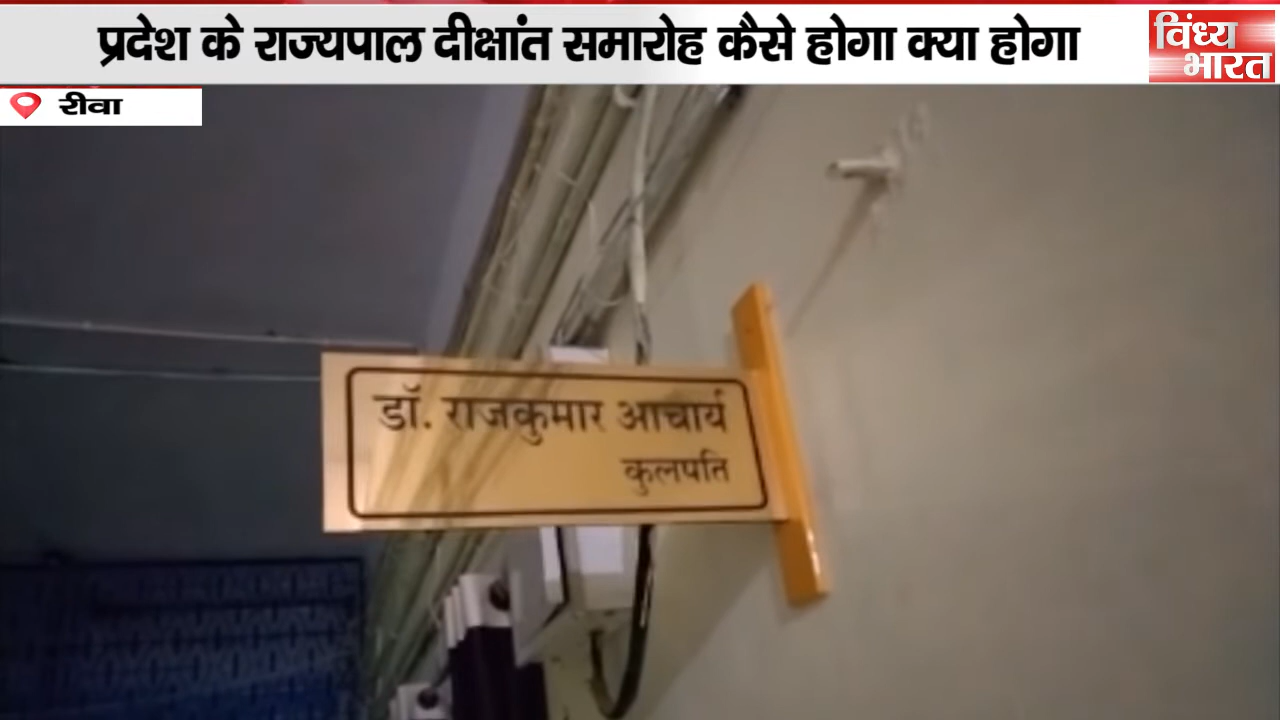 प्रदेश के राज्यपाल दीक्षांत समारोह कैसे होगा क्या होगा
विंध्य
भारत
रीवा
डॉ. राजकुमार आचार्य
कुलपति